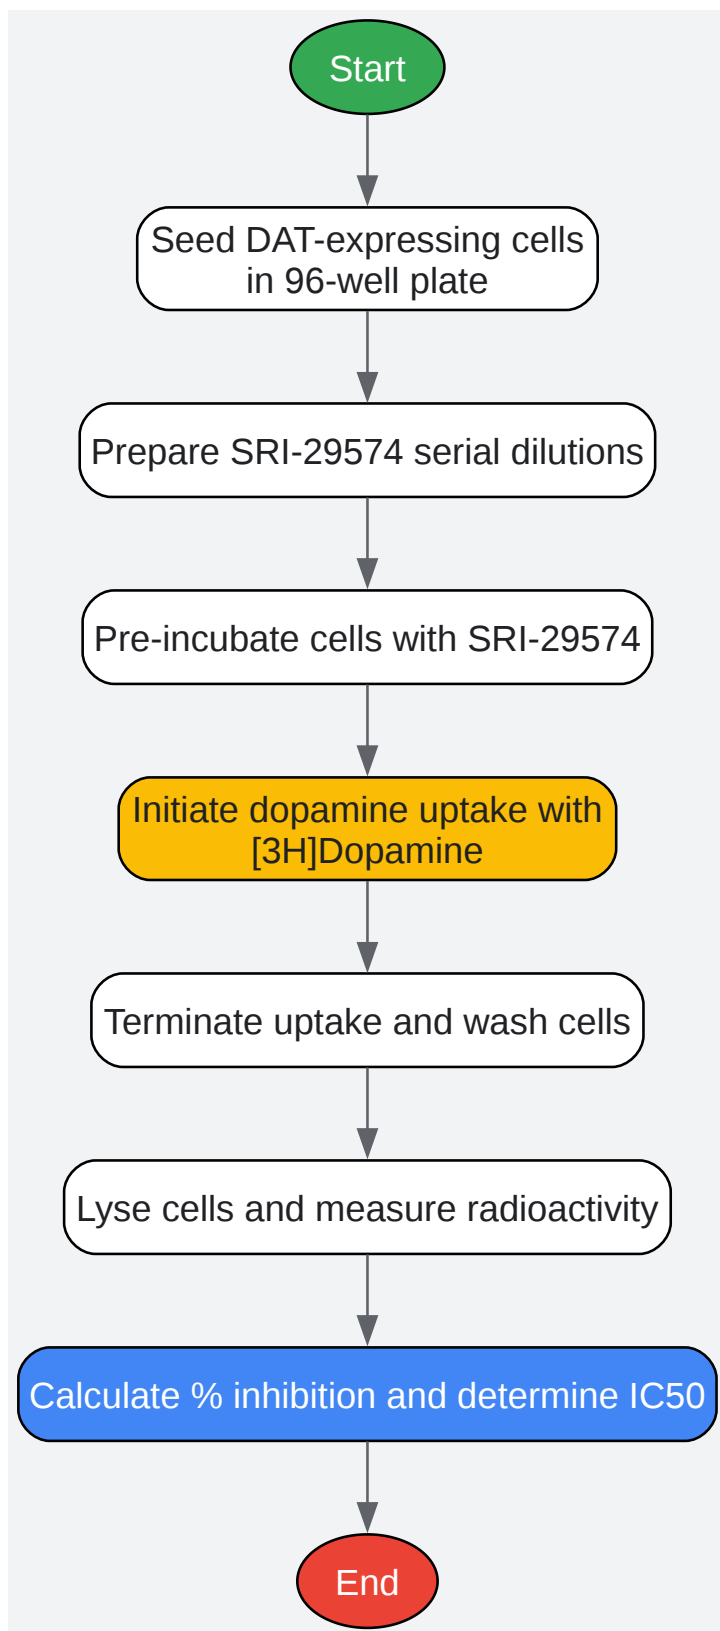 Start
Seed DAT-expressing cells
in 96-well plate
Prepare SRI-29574 serial dilutions
Pre-incubate cells with SRI-29574
Initiate dopamine uptake with
[3H]Dopamine
Terminate uptake and wash cells
Lyse cells and measure radioactivity
Calculate % inhibition and determine IC50
End